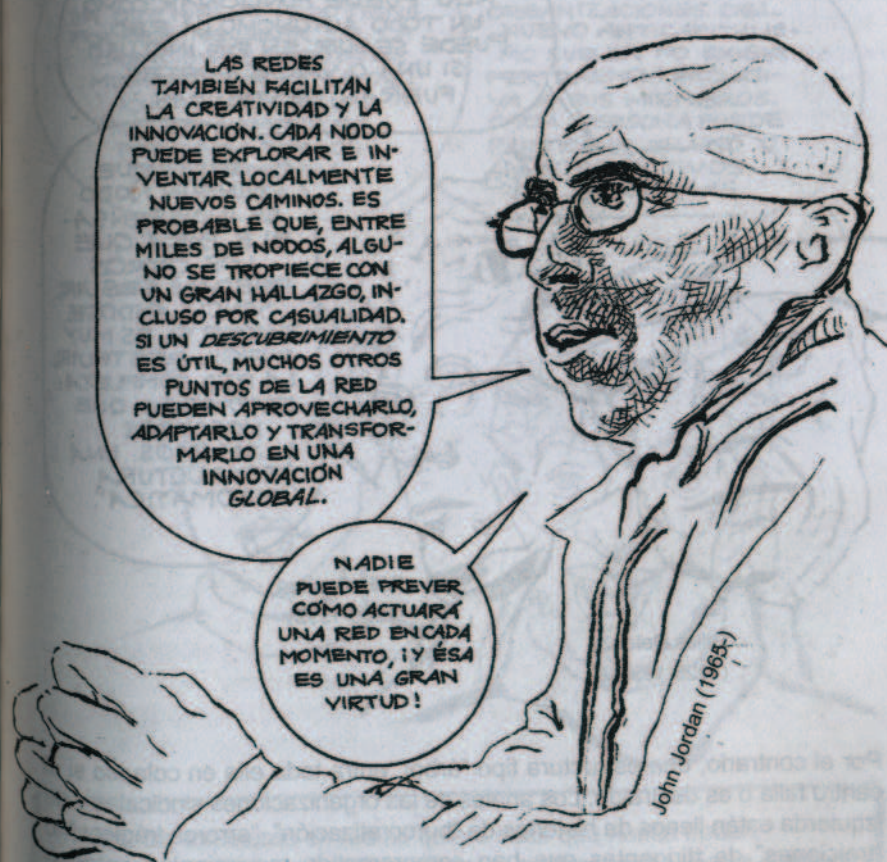 LAS REDES
TAMBIÉN FACILITAN
LA CREATIVIDAD Y LA
INNOVACIÓN. CADA NODO
PUEDE EXPLORAR E IN-
VENTAR LOCALMENTE
NUEVOS CAMINOS. ES
PROBABLE QUE, ENTRE
MILES DE NODOS, ALGU-
NO SE TROPIECE CON
UN GRAN HALLAZGO, IN-
CLUSO POR CASUALIDAD.
SI UN DESCUBRIMIENTO
ES ÚTIL, MUCHOS OTROS
PUNTOS DE LA RED
PUEDEN APROVECHARLO,
ADAPTARLO Y TRANSFOR-
MARLO EN UNA
INNOVACIÓN
GLOBAL.
NADIE
PUEDE PREVER
CÓMO ACTUARÁ
UNA RED EN CADA
MOMENTO, ¡Y ÉSA
ES UNA GRAN
VIRTUD!
John Jordan (1965-)